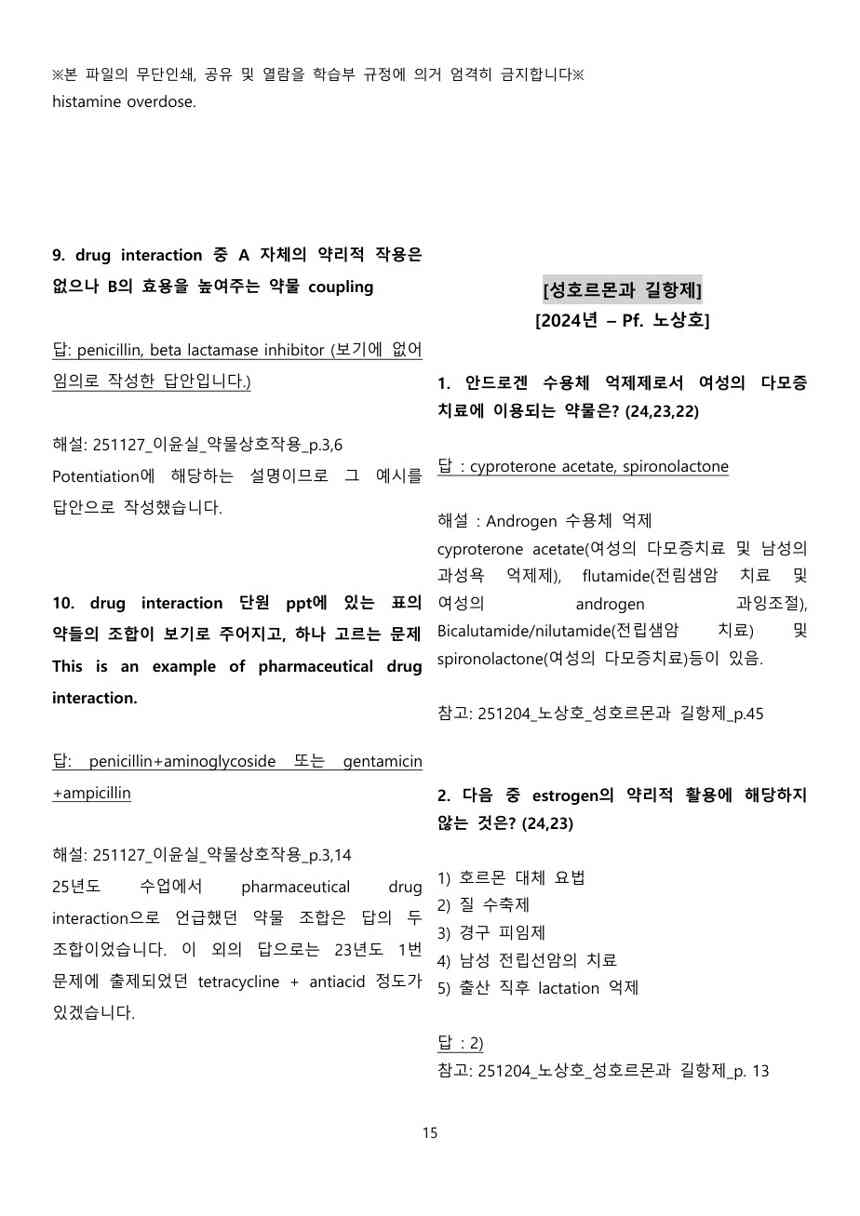 ※본 파일의 무단인쇄, 공유 및 열람을 학습부 규정에 의거 엄격히 금지합니다※
histamine overdose.
9. drug interaction 중 A 자체의 약리적 작용은
없으나 B의 효용을 높여주는 약물 coupling
답: penicillin, beta lactamase inhibitor (보기에 없어
임의로 작성한 답안입니다.)
해설: 251127_이윤실_약물상호작용_p.3,6
Potentiation에 해당하는 설명이므로 그 예시를
답안으로 작성했습니다.
10. drug interaction 단원 ppt에 있는 표의
약들의 조합이 보기로 주어지고, 하나 고르는 문제
This is an example of pharmaceutical drug
interaction.
답: penicillin+aminoglycoside 또는 gentamicin
+ampicillin
해설: 251127_이윤실_약물상호작용_p.3,14
25년도 수업에서 pharmaceutical drug
interaction으로 언급했던 약물 조합은 답의 두
조합이었습니다. 이 외의 답으로는 23년도 1번
문제에 출제되었던 tetracycline + antiacid 정도가
있겠습니다.
[성호르몬과 길항제]
[2024년 – Pf. 노상호]
1. 안드로겐 수용체 억제제로서 여성의 다모증
치료에 이용되는 약물은? (24,23,22)
답 : cyproterone acetate, spironolactone
해설 : Androgen 수용체 억제
cyproterone acetate(여성의 다모증치료 및 남성의
과성욕 억제제), flutamide(전림샘암 치료 및
여성의 androgen 과잉조절),
Bicalutamide/nilutamide(전립샘암 치료) 및
spironolactone(여성의 다모증치료)등이 있음.
참고: 251204_노상호_성호르몬과 길항제_p.45
2. 다음 중 estrogen의 약리적 활용에 해당하지
않는 것은? (24,23)
1) 호르몬 대체 요법
2) 질 수축제
3) 경구 피임제
4) 남성 전립선암의 치료
5) 출산 직후 lactation 억제
답 : 2)
참고: 251204_노상호_성호르몬과 길항제_p. 13
15